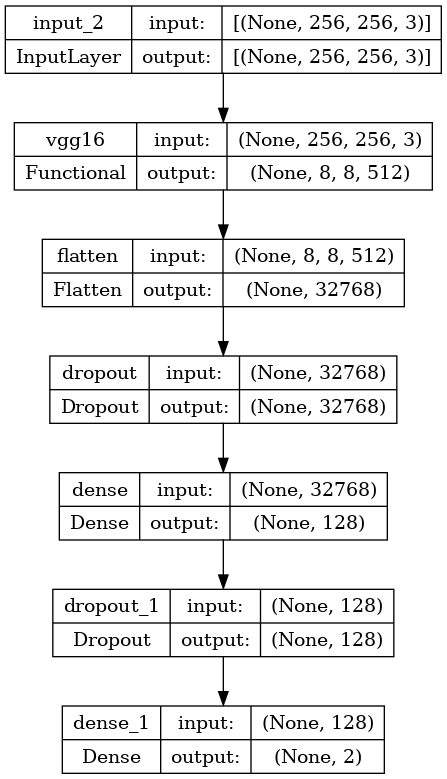 input_2 input: [(None, 256, 256, 3)]
InputLayer output: [(None, 256, 256, 3)]
vgg16 input: (None, 256, 256, 3)
Functional output: (None, 8, 8, 512)
flatten input: (None, 8, 8, 512)
Flatten output: (None, 32768)
dropout input: (None, 32768)
Dropout output: (None, 32768)
dense input: (None, 32768)
Dense output: (None, 128)
dropout_1 input: (None, 128)
Dropout output: (None, 128)
dense_1 input: (None, 128)
Dense output: (None, 2)